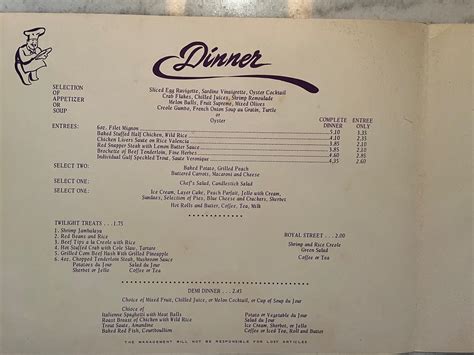 Dinner
SELECTION OF APPETIZER OR SOUP
Sliced Egg Ravigotte, Sardine Vinaigrette, Oyster Cocktail
Crab Flakes, Chilled Juices, Shrimp Remoulade
Melon Balls, Fruit Supreme, Mixed Olives
Creole Gumbo, French Onion Soup au Gratin, Turtle
or
Oyster
COMPLETE DINNER ENTREE ONLY
ENTREES:
6oz. Filet Mignon 5.10 4.35
Baked Stuffed Half Chicken, Wild Rice 4.10 3.35
Chicken Livers Saute on Rice Valencia
Red Snapper Steak with Lemon Butter Sauce
Brochette of Beef Tenderloin, Fine Herbes
Individual Gulf Speckled Trout, Saute Veronique
SELECT TWO:
Baked Potato, Grilled Peach
Buttered Carrots, Macaroni and Cheese
SELECT ONE:
Chef's Salad, Candlestick Salad
SELECT ONE:
Ice Cream, Layer Cake, Peach Parfait, Jello with Cream,
Sundaes, Selection of Pies, Blue Cheese and Crackers, Sherbet
Hot Rolls and Butter, Coffee, Tea, Milk
TWILIGHT TREATS . . . 1.75
1. Shrimp Jambalaya
2. Red Beans and Rice
3. Beef Tips a la Creole with Rice
4. Hot Stuffed Crab with Cole Slaw, Tartare
5. Grilled Corn Beef Hash with Grilled Pineapple
6. 4oz. Chopped Tenderloin Steak, Mushroom Sauce
Potatoes du Jour Salad du Jour
Sherbet or Jello Coffee or Tea
ROYAL STREET . . 2.00
Shrimp and Rice Creole
Green Salad
Coffee or Tea
DEMI DINNER . . . 2.45
Choice of Mixed Fruit, Chilled Juices, or Melon Cocktail, or Cup of Soup du Jour
Choice of
Italienne Spaghetti with Meat Balls
Roast Breast of Chicken with Wild Rice
Trout Saute, Amandine
Baked Red Fish, Courtbouillon
Potato or Vegetable du Jour
Salad du Jour
Ice Cream, Sherbet, or Jello
Coffee or Iced Tea, Roll and Butter
THE MANAGEMENT WILL NOT BE RESPONSIBLE FOR LOST ARTICLES